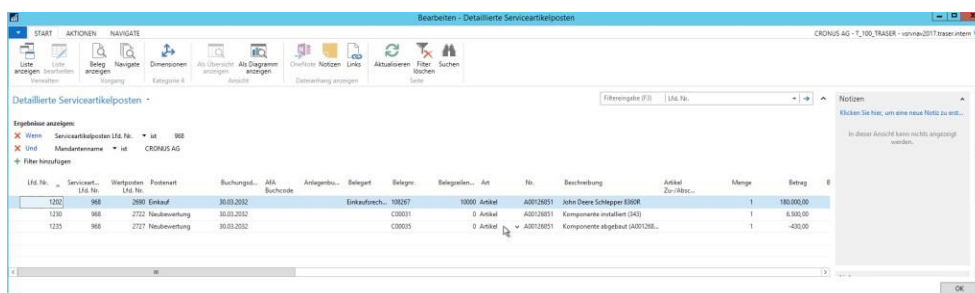 Bearbeiten - Detaillierte Serviceartikelposten
START AKTIONEN NAVIGATE
CRONUS AG - T_100_TRASER - vsrvnav2017.traser.intern
Liste anzeigen
Liste bearbeiten
Beleg anzeigen
Navigate
Dimensionen
Als Übersicht anzeigen
Als Diagramm anzeigen
OneNote Notizen Links
Aktualisieren
Filter löschen
Suchen
Verwalten Vorgang Kategorie 6 Ansicht Dateianhang anzeigen Seite
Detaillierte Serviceartikelposten
Filtereingabe (F3) Lfd. Nr.
Notizen
Klicken Sie hier, um eine neue Notiz zu erst...
In dieser Ansicht kann nichts angezeigt
werden.
Ergebnisse anzeigen:
Wenn Serviceartikelposten Lfd. Nr. ist 968
Und Mandantenname ist CRONUS AG
Filter hinzufügen
Lfd. Nr. Serviceart... Wertposten Postenart Buchungsd... AfA Anlagenbu... Belegart Belegnr. Belegzeilen... Art Nr. Beschreibung Artikel Menge Betrag B
Lfd. Nr. Lfd. Nr. Buchcode Zu-/Absc...
1202 968 2690 Einkauf 30.03.2032 Einkaufsrech... 108267 10000 Artikel A00126851 John Deere Schlepper 8360R 1 180.000,00
1230 968 2722 Neubewertung 30.03.2032 C00031 0 Artikel A00126851 Komponente installiert (343) 1 6.500,00
1235 968 2727 Neubewertung 30.03.2032 C00035 0 Artikel A00126851 Komponente abgebaut (A001268... 1 -430,00
OK